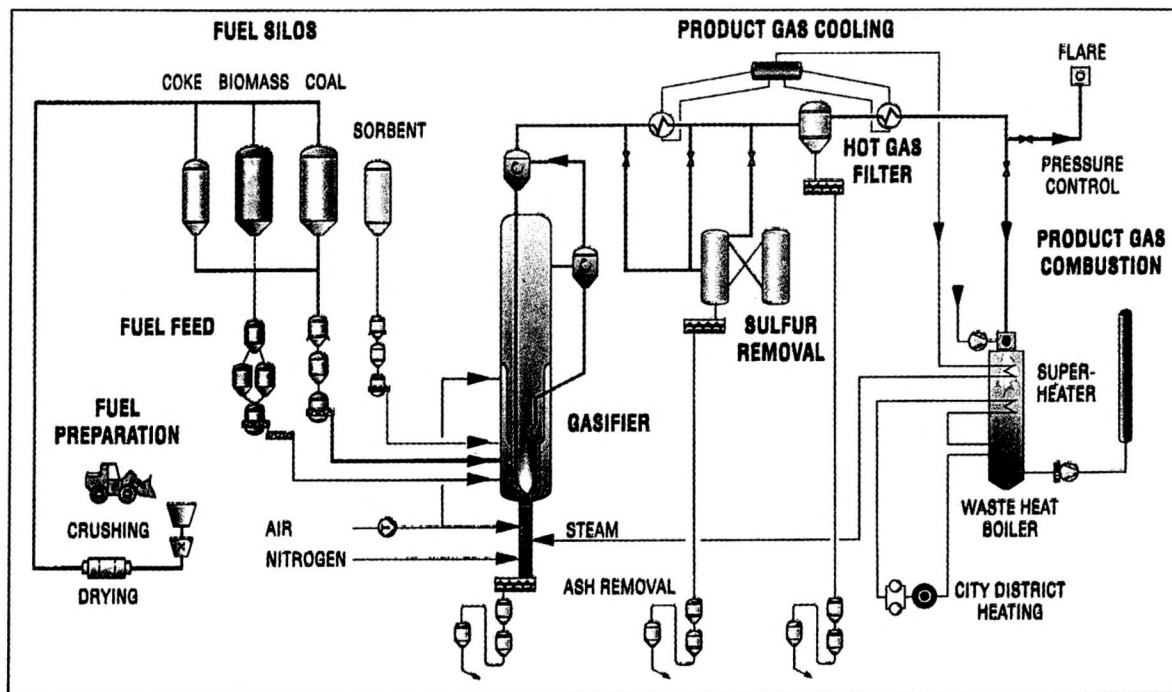 FUEL SILOS
COKE BIOMASS COAL
SORBENT
PRODUCT GAS COOLING
FLARE
HOT GAS
FILTER
PRESSURE
CONTROL
PRODUCT GAS
COMBUSTION
FUEL FEED
SULFUR
REMOVAL
SUPER-
HEATER
FUEL
PREPARATION
GASIFIER
CRUSHING
AIR
STEAM
WASTE HEAT
BOILER
NITROGEN
DRYING
ASH REMOVAL
CITY DISTRICT
HEATING